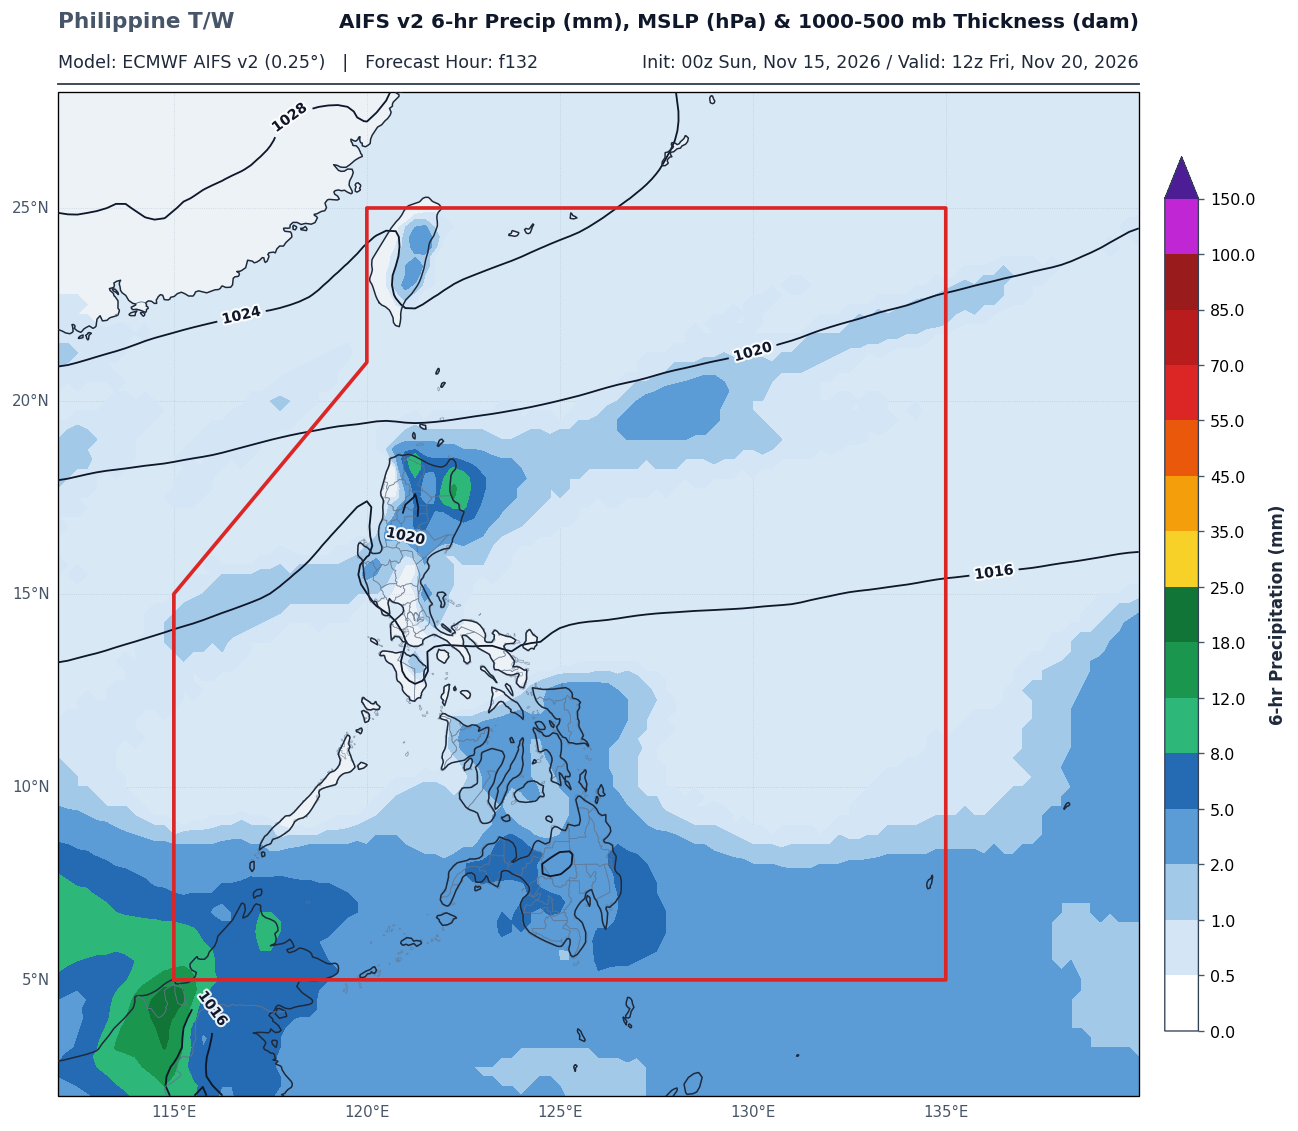 Philippine T/W
AIFS v2 6-hr Precip (mm), MSLP (hPa) & 1000-500 mb Thickness (dam)
Model: ECMWF AIFS v2 (0.25°) | Forecast Hour: f132
Init: 00z Sun, Nov 15, 2026 / Valid: 12z Fri, Nov 20, 2026
1028
1024
1020
1020
1016
1016
25°N
20°N
15°N
10°N
5°N
115°E
120°E
125°E
130°E
135°E
150.0
100.0
85.0
70.0
55.0
45.0
35.0
25.0
18.0
12.0
8.0
5.0
2.0
1.0
0.5
0.0
6-hr Precipitation (mm)